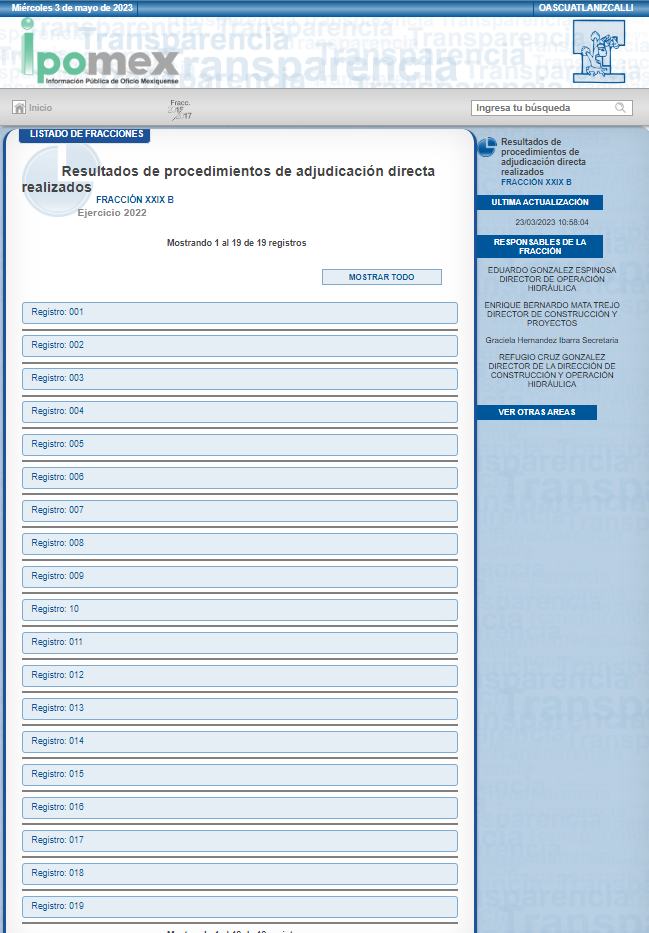 Miércoles 3 de mayo de 2023
OASCUATLANIZCALLI
Transparencia
ipomex
Información Pública de Oficio Mexiquense
Inicio
Fracc.
Ingresa tu búsqueda
LISTADO DE FRACCIONES
Resultados de procedimientos de adjudicación directa
realizados
FRACCIÓN XXIX B
Ejercicio 2022
Mostrando 1 al 19 de 19 registros
MOSTRAR TODO
Registro: 001
Registro: 002
Registro: 003
Registro: 004
Registro: 005
Registro: 006
Registro: 007
Registro: 008
Registro: 009
Registro: 10
Registro: 011
Registro: 012
Registro: 013
Registro: 014
Registro: 015
Registro: 016
Registro: 017
Registro: 018
Registro: 019
Resultados de
procedimientos de
adjudicación directa
realizados
FRACCIÓN XXIX B
ULTIMA ACTUALIZACIÓN
23/03/2023 10:58:04
RESPONSABLES DE LA
FRACCIÓN
EDUARDO GONZALEZ ESPINOSA
DIRECTOR DE OPERACIÓN
HIDRÁULICA
ENRIQUE BERNARDO MATA TREJO
DIRECTOR DE CONSTRUCCIÓN Y
PROYECTOS
Graciela Hernandez Ibarra Secretaria
REFUGIO CRUZ GONZALEZ
DIRECTOR DE LA DIRECCIÓN DE
CONSTRUCCIÓN Y OPERACIÓN
HIDRÁULICA
VER OTRAS AREAS